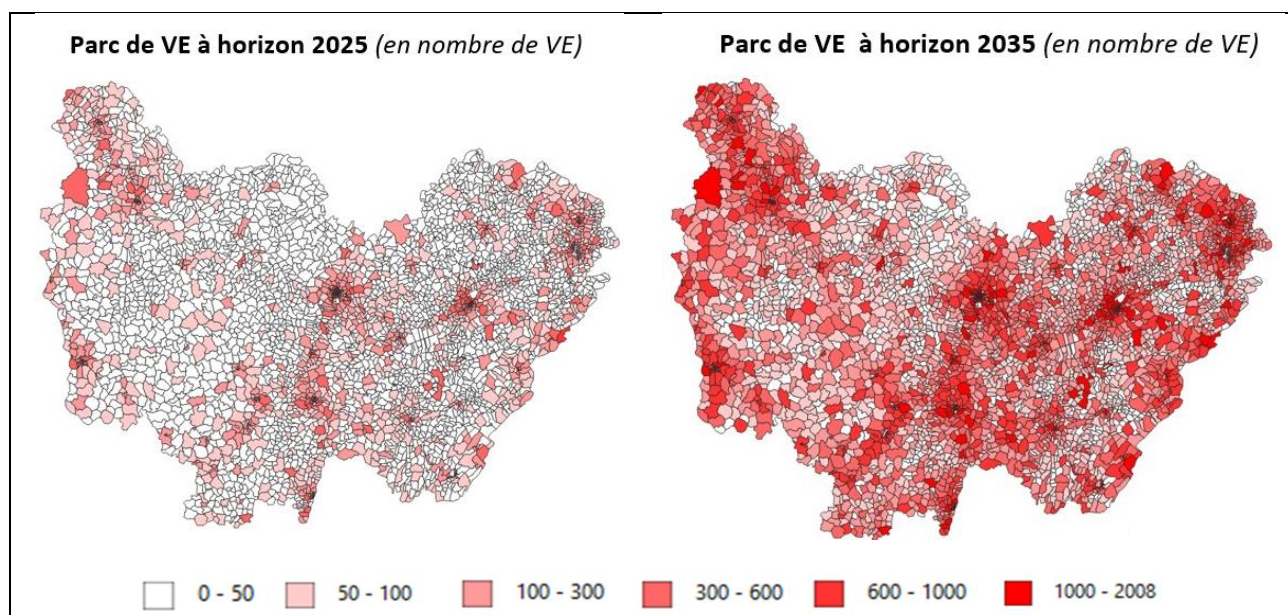 Parc de VE à horizon 2025 (en nombre de VE)
Parc de VE à horizon 2035 (en nombre de VE)
0 - 50
50 - 100
100 - 300
300 - 600
600 - 1000
1000 - 2008